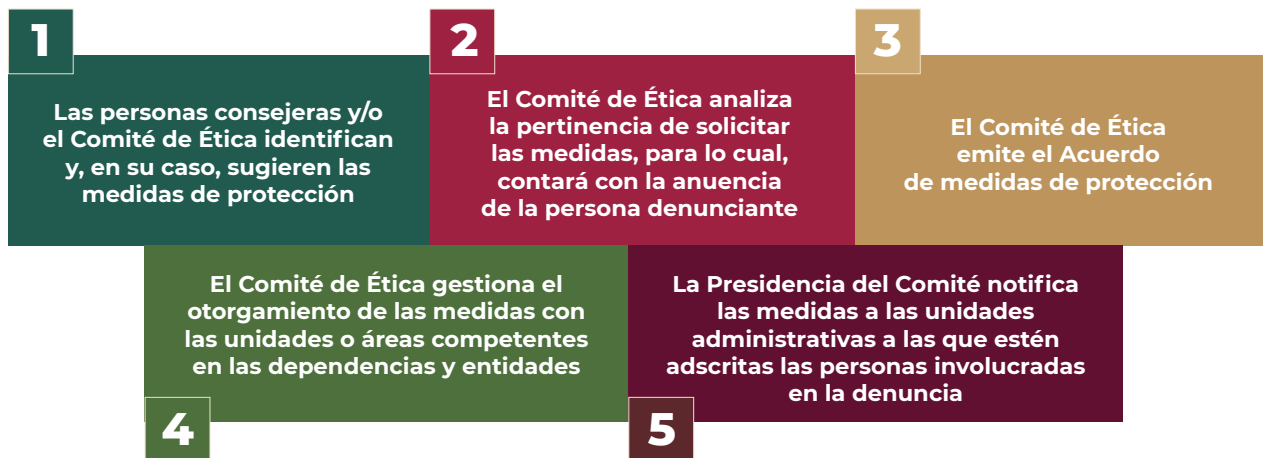 1
Las personas consejeras y/o
el Comité de Ética identifican
y, en su caso, sugieren las
medidas de protección
2
El Comité de Ética analiza
la pertinencia de solicitar
las medidas, para lo cual,
contará con la anuencia
de la persona denunciante
3
El Comité de Ética
emite el Acuerdo
de medidas de protección
4
El Comité de Ética gestiona el
otorgamiento de las medidas con
las unidades o áreas competentes
en las dependencias y entidades
5
La Presidencia del Comité notifica
las medidas a las unidades
administrativas a las que estén
adscritas las personas involucradas
en la denuncia